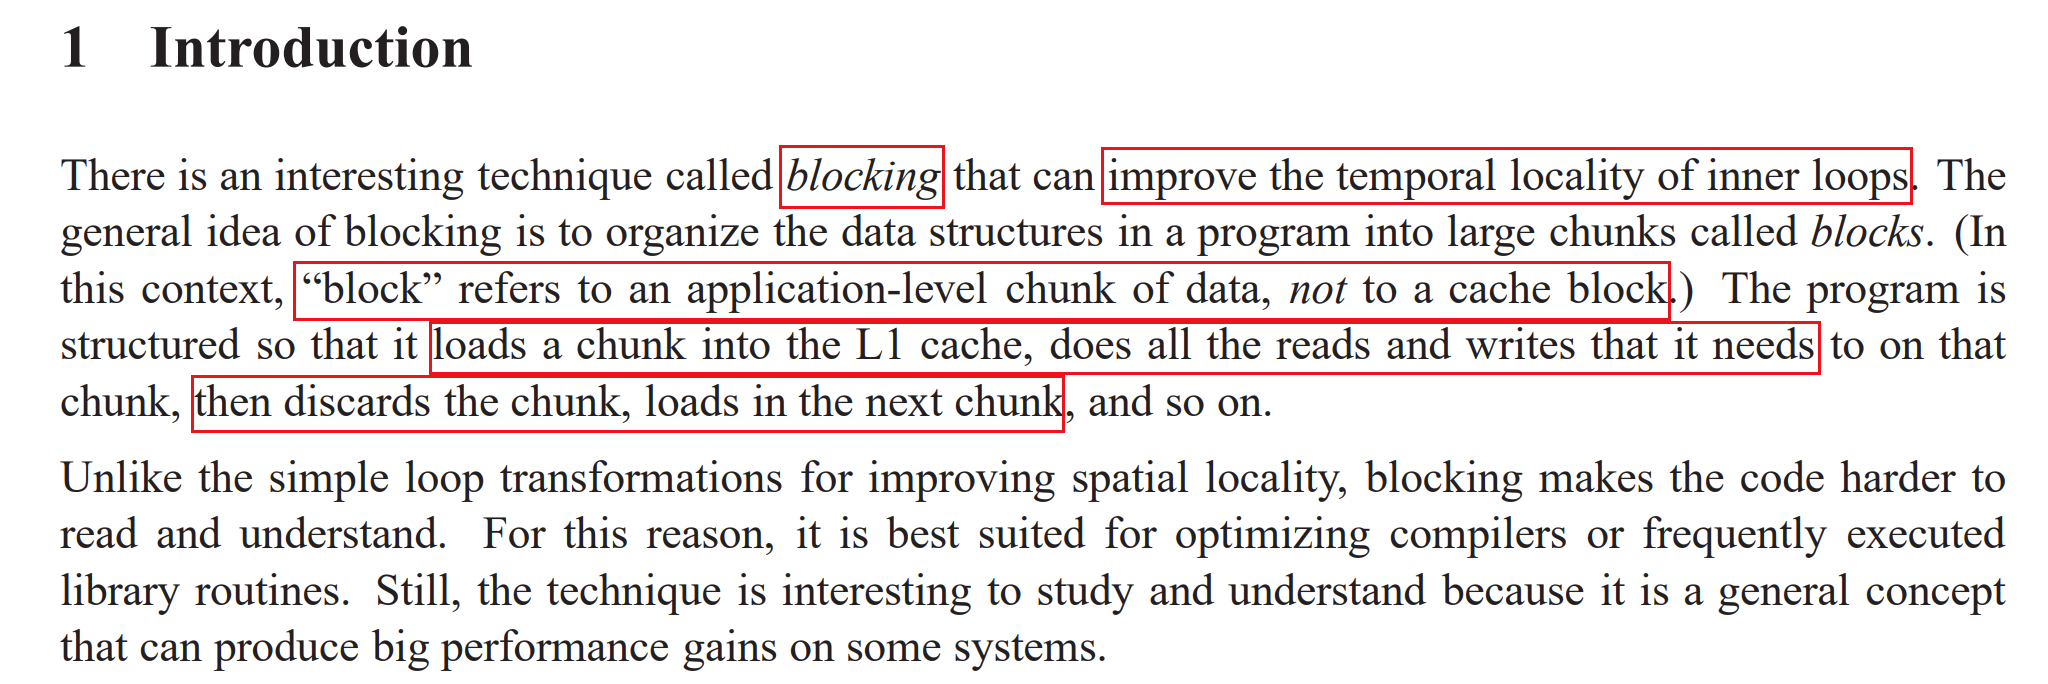 1 Introduction
There is an interesting technique called blocking that can improve the temporal locality of inner loops. The
general idea of blocking is to organize the data structures in a program into large chunks called blocks. (In
this context, “block” refers to an application-level chunk of data, not to a cache block.) The program is
structured so that it loads a chunk into the L1 cache, does all the reads and writes that it needs to on that
chunk, then discards the chunk, loads in the next chunk, and so on.
Unlike the simple loop transformations for improving spatial locality, blocking makes the code harder to
read and understand. For this reason, it is best suited for optimizing compilers or frequently executed
library routines. Still, the technique is interesting to study and understand because it is a general concept
that can produce big performance gains on some systems.